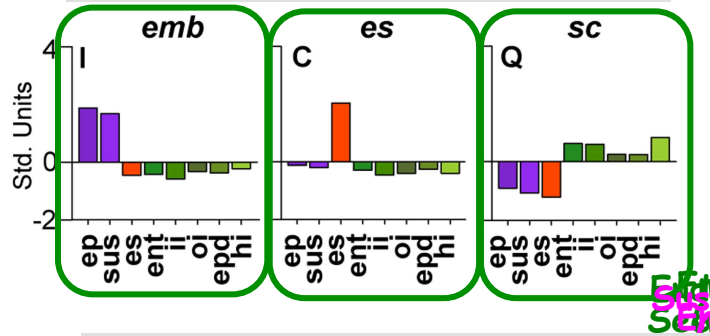 emb es sc
4 I C Q
Std. Units
0
-2
ep sus es ent ii oi epd hi
ep sus es ent ii oi epd hi
ep sus es ent ii oi epd hi